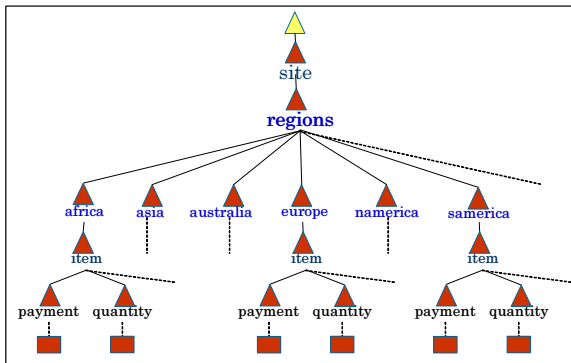 site
regions
africa asia australia europe namerica samerica
item item item
payment quantity payment quantity payment quantity